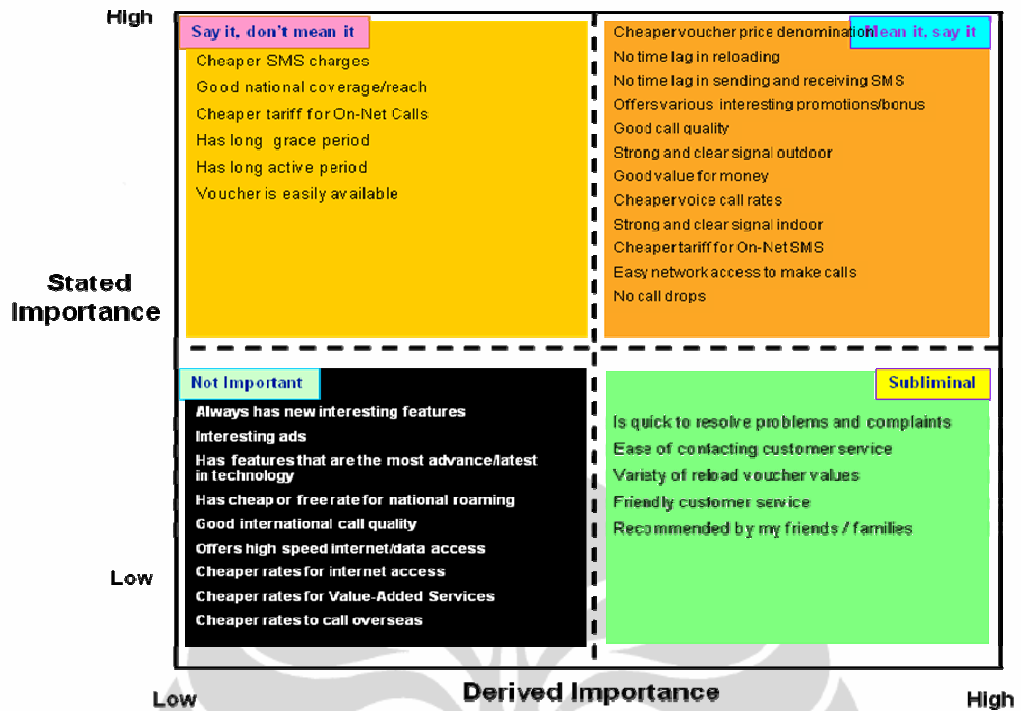 High
Say it, don't mean it
Cheaper SMS charges
Good national coverage/reach
Cheaper tariff for On-Net Calls
Has long grace period
Has long active period
Voucher is easily available
Mean it, say it
Cheaper voucher price denomination
No time lag in reloading
No time lag in sending and receiving SMS
Offers various interesting promotions/bonus
Good call quality
Strong and clear signal outdoor
Good value for money
Cheaper voice call rates
Strong and clear signal indoor
Cheaper tariff for On-Net SMS
Easy network access to make calls
No call drops
Stated
Importance
Not Important
Always has new interesting features
Interesting ads
Has features that are the most advance/latest
in technology
Has cheap or free rate for national roaming
Good international call quality
Offers high speed internet/data access
Cheaper rates for internet access
Cheaper rates for Value-Added Services
Cheaper rates to call overseas
Subliminal
Is quick to resolve problems and complaints
Ease of contacting customer service
Variety of reload voucher values
Friendly customer service
Recommended by my friends / families
Low
Low
Derived Importance
High